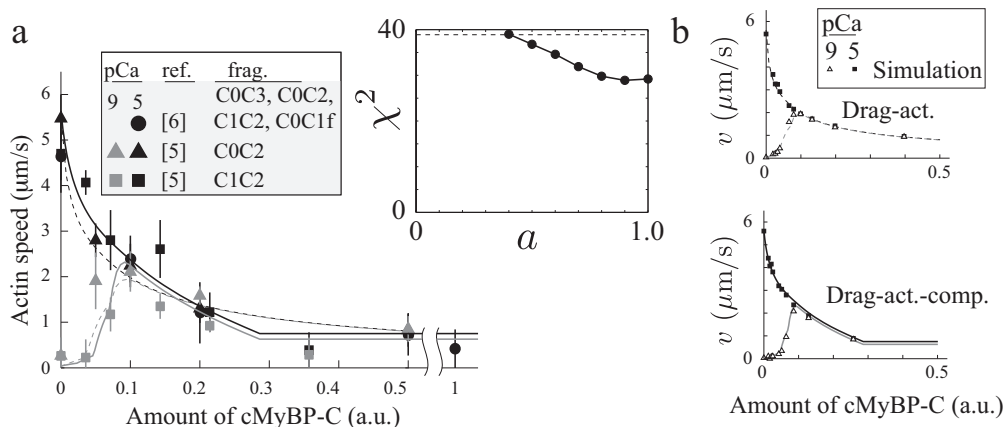 a
pCa ref. frag.
9 5 C0C3, C0C2,
[6] C1C2, C0C1f
[5] C0C2
[5] C1C2
Actin speed (μm/s)
6
5
4
3
2
1
0
0 0.1 0.2 0.3 0.4 0.5 1
Amount of cMyBP-C (a.u.)
χ²
40
0
0 a 1.0
b
pCa
9 5
Simulation
Drag-act.
v (μm/s)
6
0
0 0.5
Drag-act.-comp.
v (μm/s)
6
0
0 0.5
Amount of cMyBP-C (a.u.)